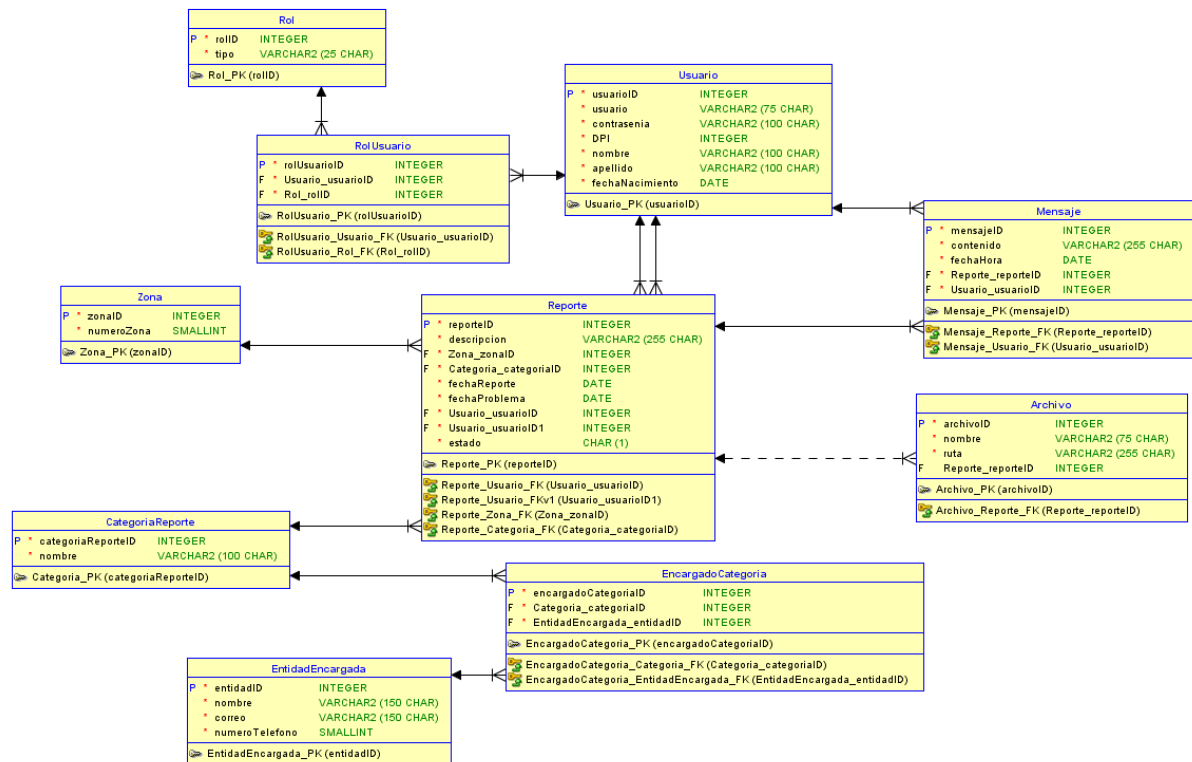 Rol
P * rolID INTEGER
* tipo VARCHAR2 (25 CHAR)
Rol_PK (rolID)
Usuario
P * usuarioID INTEGER
* usuario VARCHAR2 (75 CHAR)
* contrasenia VARCHAR2 (100 CHAR)
* DPI INTEGER
* nombre VARCHAR2 (100 CHAR)
* apellido VARCHAR2 (100 CHAR)
* fechaNacimiento DATE
Usuario_PK (usuarioID)
RolUsuario
P * rolUsuarioID INTEGER
F * Usuario_usuarioID INTEGER
F * Rol_rolID INTEGER
RolUsuario_PK (rolUsuarioID)
RolUsuario_Usuario_FK (Usuario_usuarioID)
RolUsuario_Rol_FK (Rol_rolID)
Mensaje
P * mensajeID INTEGER
* contenido VARCHAR2 (255 CHAR)
* fechaHora DATE
F * Reporte_reporteID INTEGER
F * Usuario_usuarioID INTEGER
Mensaje_PK (mensajeID)
Mensaje_Reporte_FK (Reporte_reporteID)
Mensaje_Usuario_FK (Usuario_usuarioID)
Zona
P * zonaID INTEGER
* numeroZona SMALLINT
Zona_PK (zonaID)
Reporte
P * reporteID INTEGER
* descripcion VARCHAR2 (255 CHAR)
F * Zona_zonaID INTEGER
F * Categoria_categoriaID INTEGER
* fechaReporte DATE
* fechaProblema DATE
F * Usuario_usuarioID INTEGER
F * Usuario_usuarioID1 INTEGER
* estado CHAR (1)
Reporte_PK (reporteID)
Reporte_Usuario_FK (Usuario_usuarioID)
Reporte_Usuario_FKv1 (Usuario_usuarioID1)
Reporte_Zona_FK (Zona_zonaID)
Reporte_Categoria_FK (Categoria_categoriaID)
Archivo
P * archivoID INTEGER
* nombre VARCHAR2 (75 CHAR)
* ruta VARCHAR2 (255 CHAR)
F Reporte_reporteID INTEGER
Archivo_PK (archivoID)
Archivo_Reporte_FK (Reporte_reporteID)
CategoriaReporte
P * categoriaReporteID INTEGER
* nombre VARCHAR2 (100 CHAR)
Categoria_PK (categoriaReporteID)
EncargadoCategoria
P * encargadoCategoriaID INTEGER
F * Categoria_categoriaID INTEGER
F * EntidadEncargada_entidadID INTEGER
EncargadoCategoria_PK (encargadoCategoriaID)
EncargadoCategoria_Categoria_FK (Categoria_categoriaID)
EncargadoCategoria_EntidadEncargada_FK (EntidadEncargada_entidadID)
EntidadEncargada
P * entidadID INTEGER
* nombre VARCHAR2 (150 CHAR)
* correo VARCHAR2 (150 CHAR)
* numeroTelefono SMALLINT
EntidadEncargada_PK (entidadID)